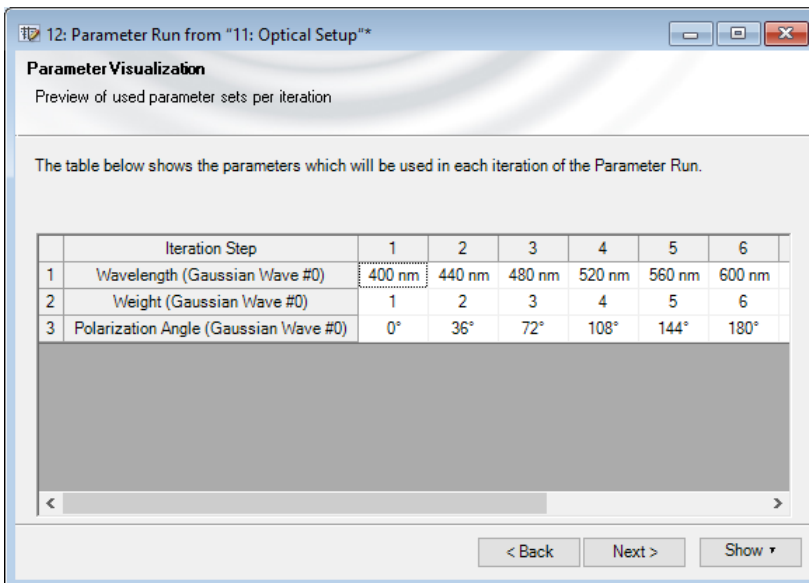 12: Parameter Run from "11: Optical Setup"*
Parameter Visualization
Preview of used parameter sets per iteration
The table below shows the parameters which will be used in each iteration of the Parameter Run.
Iteration Step 1 2 3 4 5 6
1 Wavelength (Gaussian Wave #0) 400 nm 440 nm 480 nm 520 nm 560 nm 600 nm
2 Weight (Gaussian Wave #0) 1 2 3 4 5 6
3 Polarization Angle (Gaussian Wave #0) 0° 36° 72° 108° 144° 180°
< Back Next > Show ▾